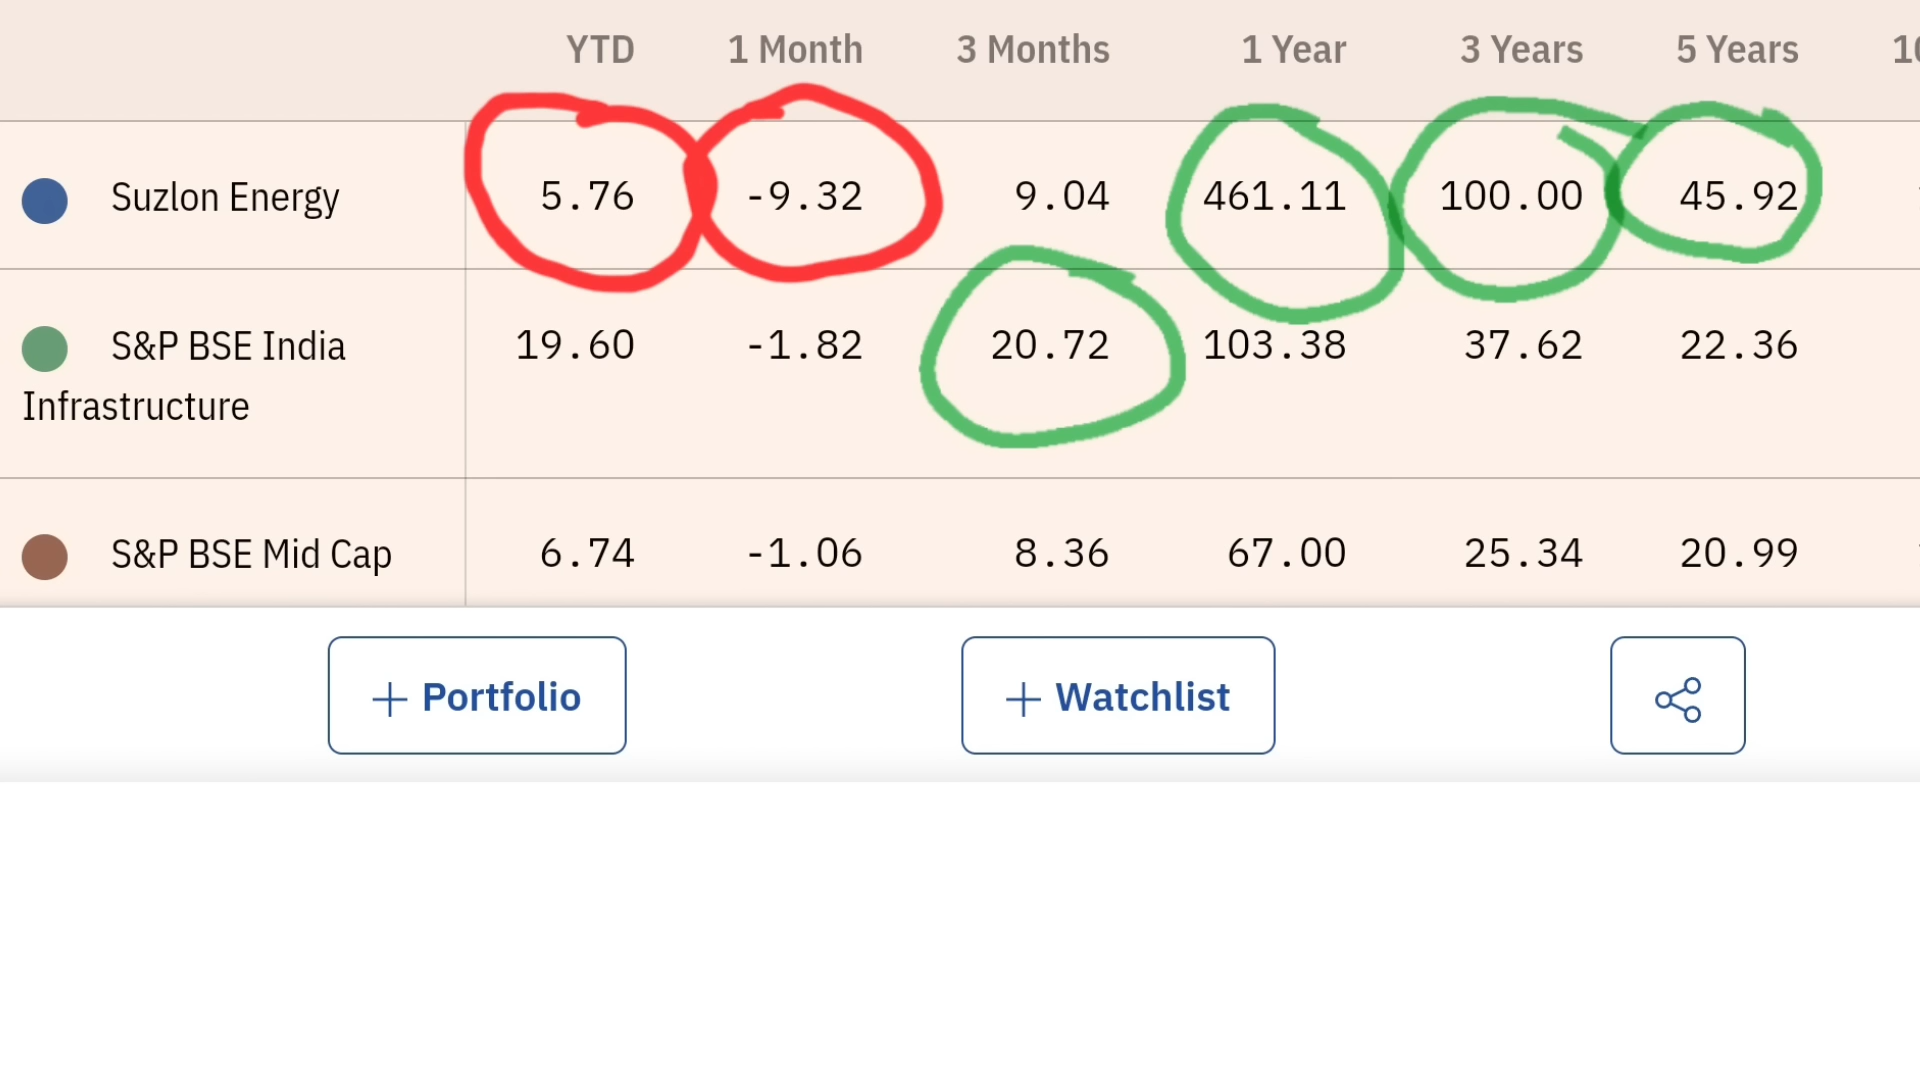 YTD 1 Month 3 Months 1 Year 3 Years 5 Years 10
Suzlon Energy 5.76 -9.32 9.04 461.11 100.00 45.92
S&P BSE India 19.60 -1.82 20.72 103.38 37.62 22.36
Infrastructure
S&P BSE Mid Cap 6.74 -1.06 8.36 67.00 25.34 20.99
+ Portfolio + Watchlist